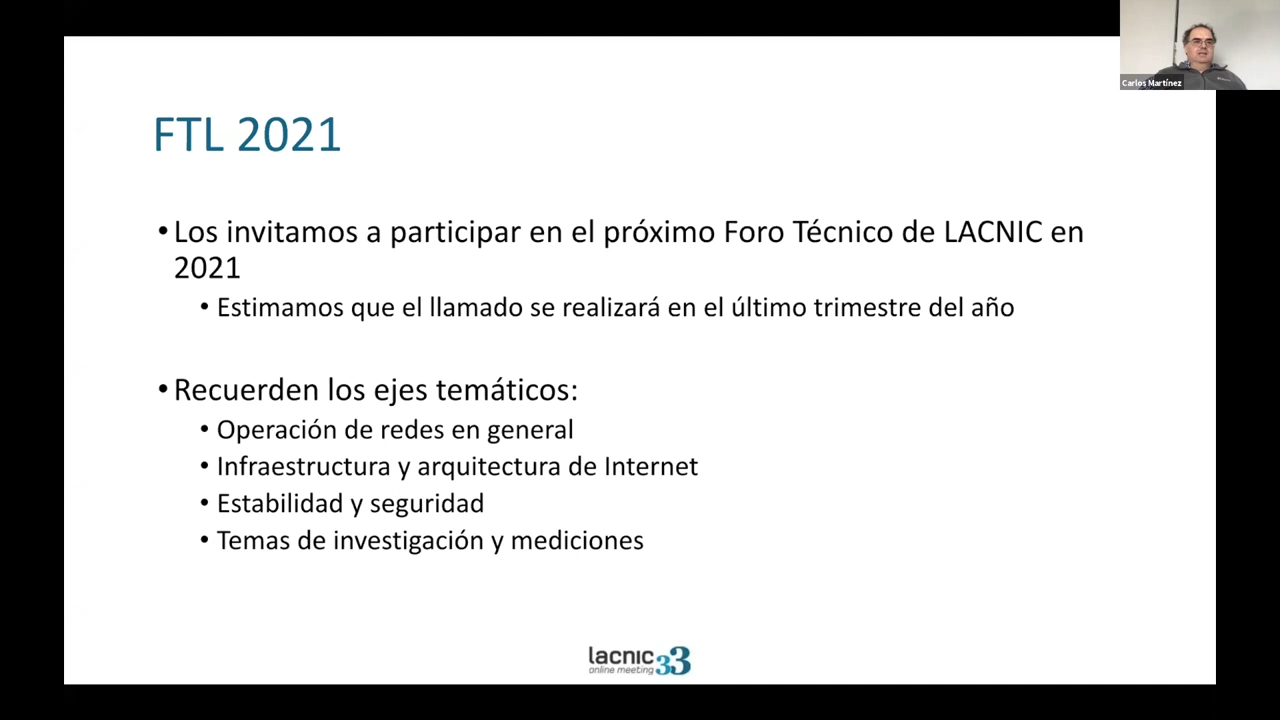 Carlos Martínez
FTL 2021
• Los invitamos a participar en el próximo Foro Técnico de LACNIC en
2021
• Estimamos que el llamado se realizará en el último trimestre del año
• Recuerden los ejes temáticos:
• Operación de redes en general
• Infraestructura y arquitectura de Internet
• Estabilidad y seguridad
• Temas de investigación y mediciones
lacnic 33
online meeting